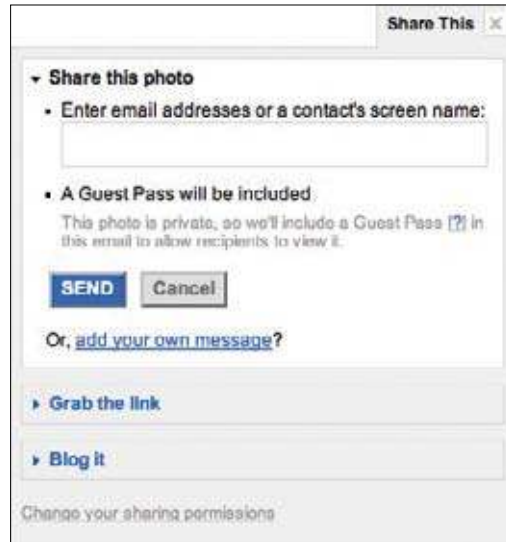 Share This
Share this photo
Enter email addresses or a contact's screen name:
A Guest Pass will be included
This photo is private, so we'll include a Guest Pass [?] in
this email to allow recipients to view it.
SEND Cancel
Or, add your own message?
Grab the link
Blog it
Change your sharing permissions